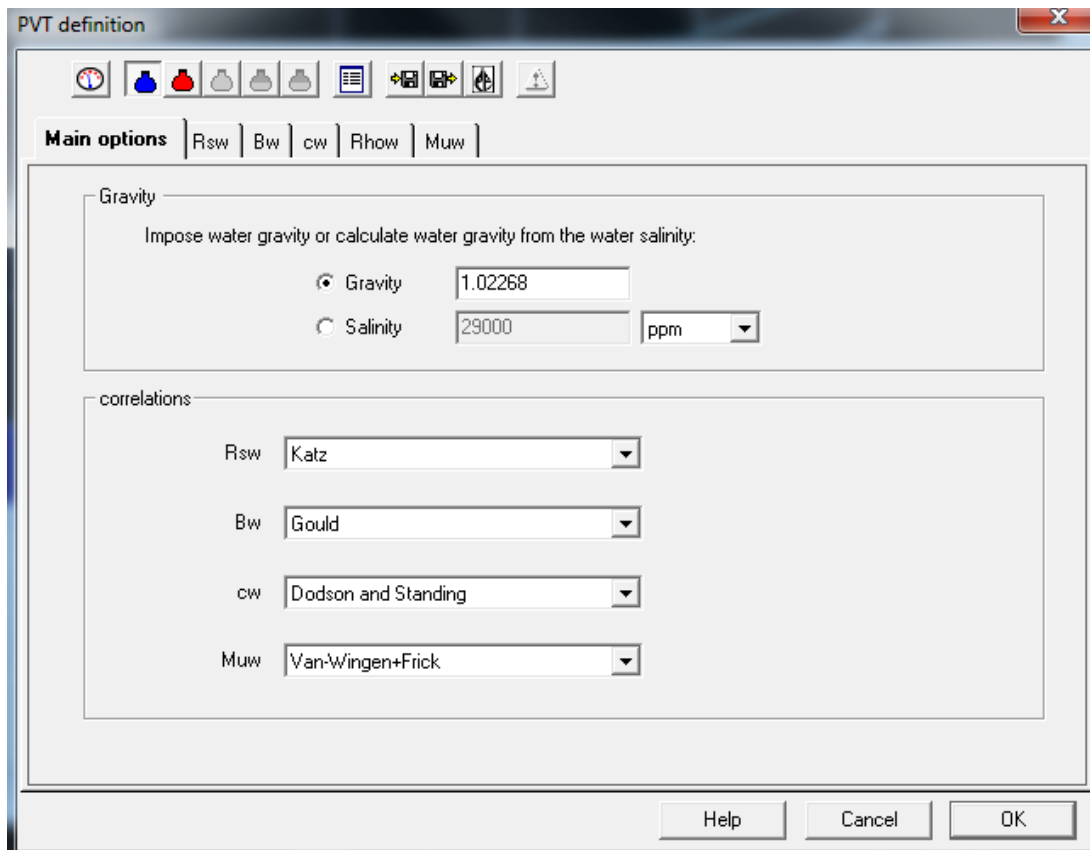 PVT definition
Main options Rsw Bw cw Rhow Muw
Gravity
Impose water gravity or calculate water gravity from the water salinity:
Gravity 1.02268
Salinity 29000 ppm
correlations
Rsw Katz
Bw Gould
cw Dodson and Standing
Muw Van-Wingen+Frick
Help Cancel OK